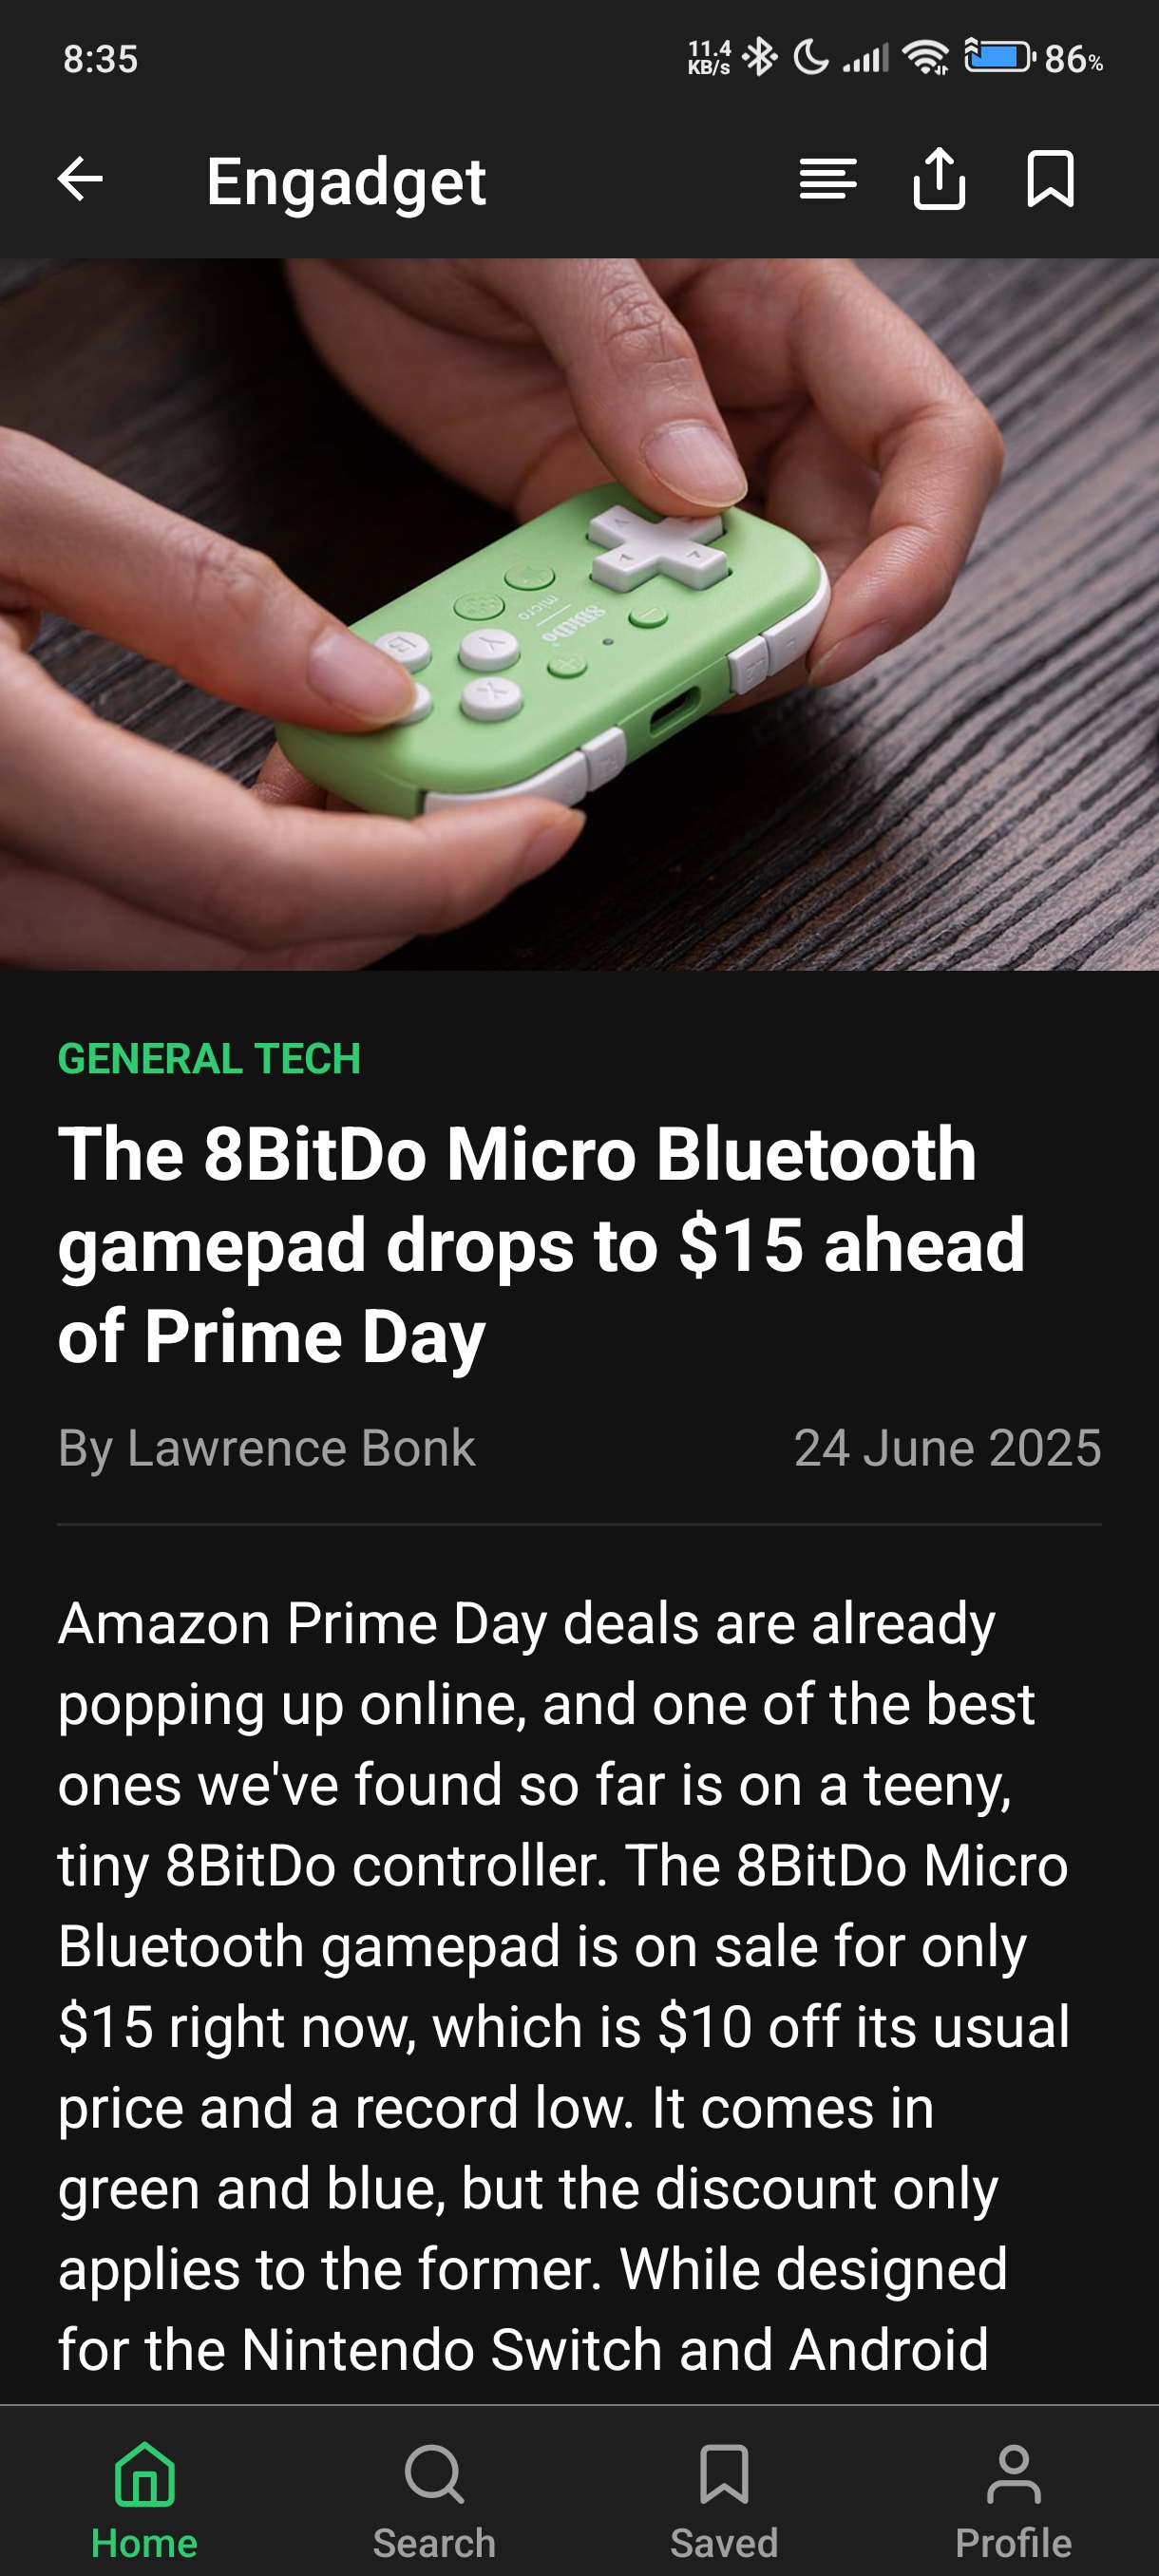 8:35
11.4
KB/s
86%
Engadget
B
Y
X
micro
8BitDo
GENERAL TECH
The 8BitDo Micro Bluetooth
gamepad drops to $15 ahead
of Prime Day
By Lawrence Bonk
24 June 2025
Amazon Prime Day deals are already
popping up online, and one of the best
ones we've found so far is on a teeny,
tiny 8BitDo controller. The 8BitDo Micro
Bluetooth gamepad is on sale for only
$15 right now, which is $10 off its usual
price and a record low. It comes in
green and blue, but the discount only
applies to the former. While designed
for the Nintendo Switch and Android
Home
Search
Saved
Profile